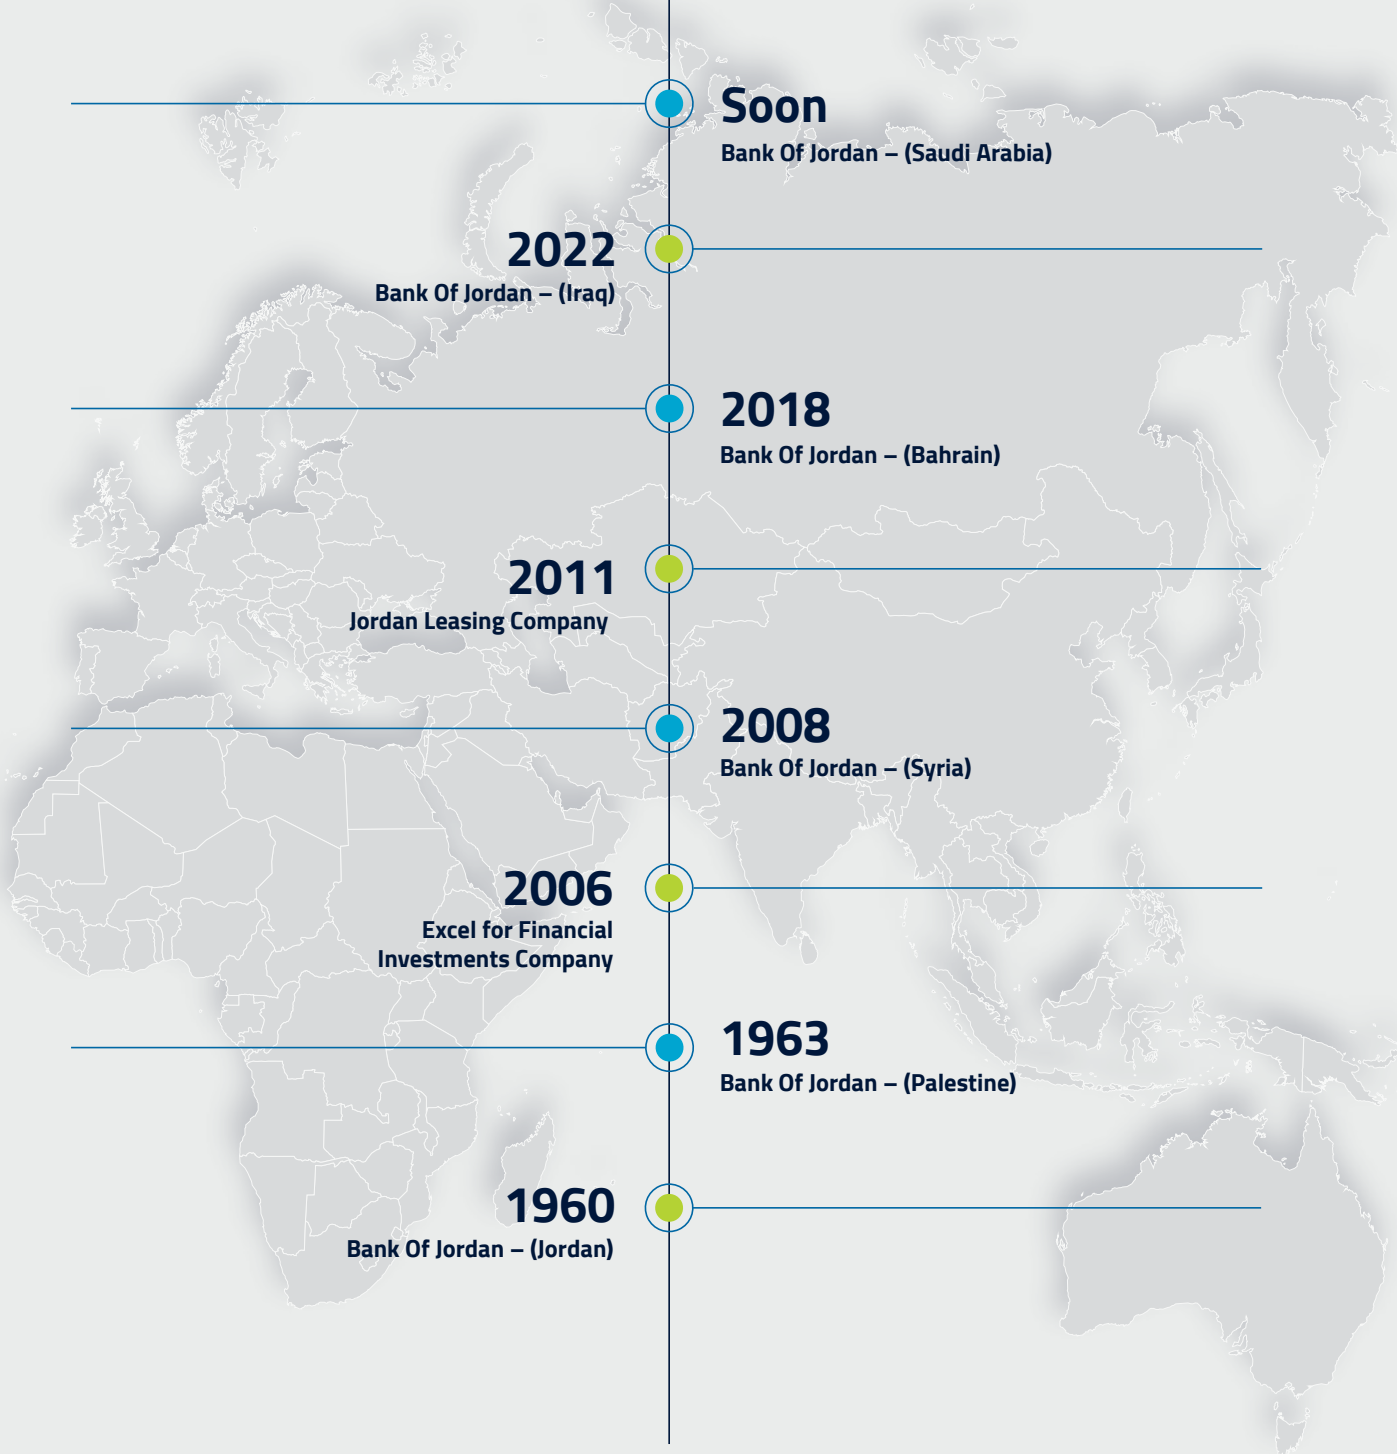 Soon
Bank Of Jordan – (Saudi Arabia)
2022
Bank Of Jordan – (Iraq)
2018
Bank Of Jordan – (Bahrain)
2011
Jordan Leasing Company
2008
Bank Of Jordan – (Syria)
2006
Excel for Financial
Investments Company
1963
Bank Of Jordan – (Palestine)
1960
Bank Of Jordan – (Jordan)